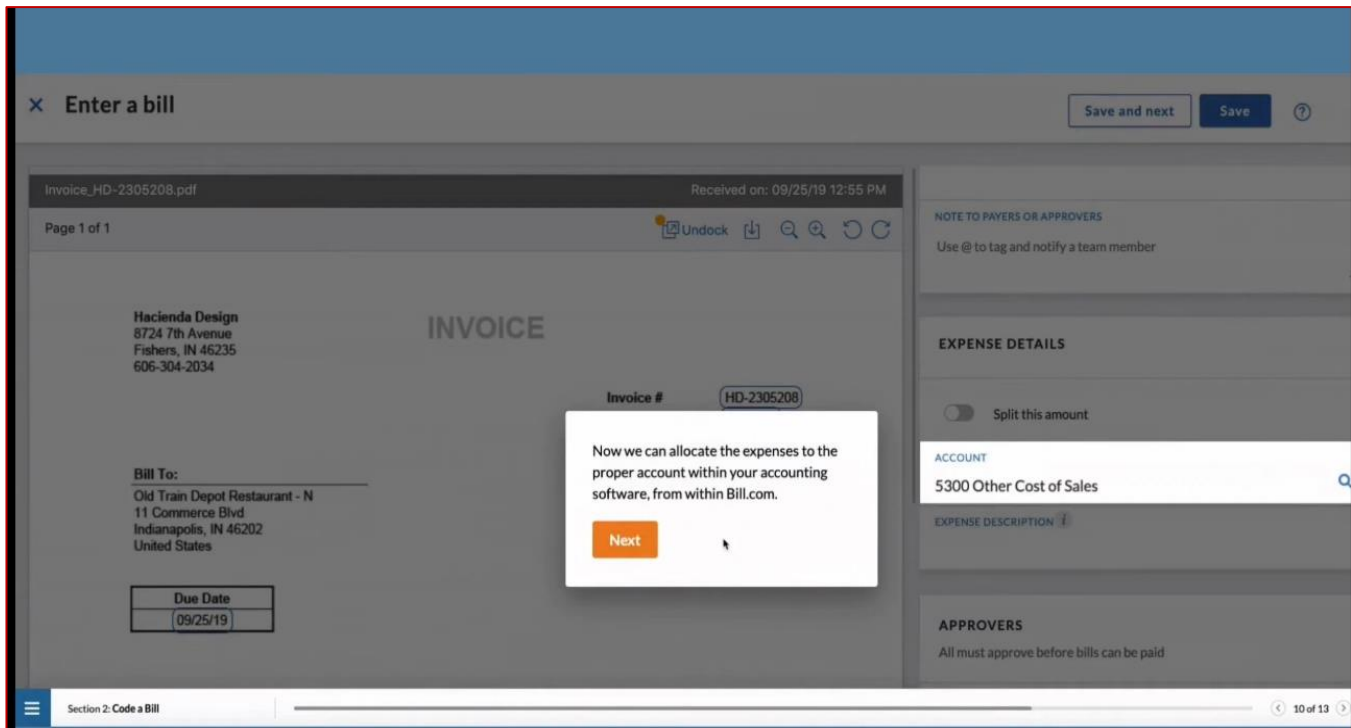 × Enter a bill
Save and next
Save
?
Invoice_HD-2305208.pdf
Received on: 09/25/19 12:55 PM
Page 1 of 1
Undock
Hacienda Design
8724 7th Avenue
Fishers, IN 46235
606-304-2034
INVOICE
Invoice # HD-2305208
Bill To:
Old Train Depot Restaurant - N
11 Commerce Blvd
Indianapolis, IN 46202
United States
Due Date
09/25/19
Now we can allocate the expenses to the
proper account within your accounting
software, from within Bill.com.
Next
NOTE TO PAYERS OR APPROVERS
Use @ to tag and notify a team member
EXPENSE DETAILS
Split this amount
ACCOUNT
5300 Other Cost of Sales
EXPENSE DESCRIPTION i
APPROVERS
All must approve before bills can be paid
Section 2: Code a Bill
10 of 13